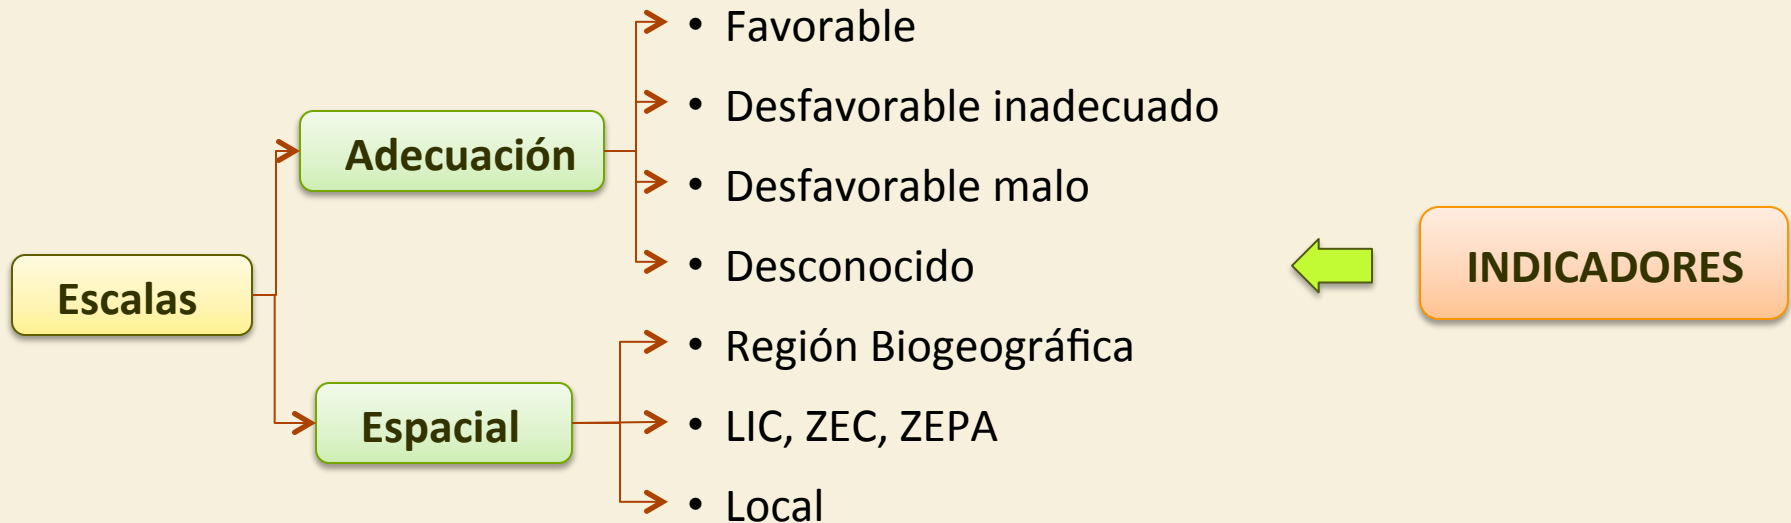 Escalas
Adecuación
• Favorable
• Desfavorable inadecuado
• Desfavorable malo
• Desconocido
Espacial
• Región Biogeográfica
• LIC, ZEC, ZEPA
• Local
INDICADORES